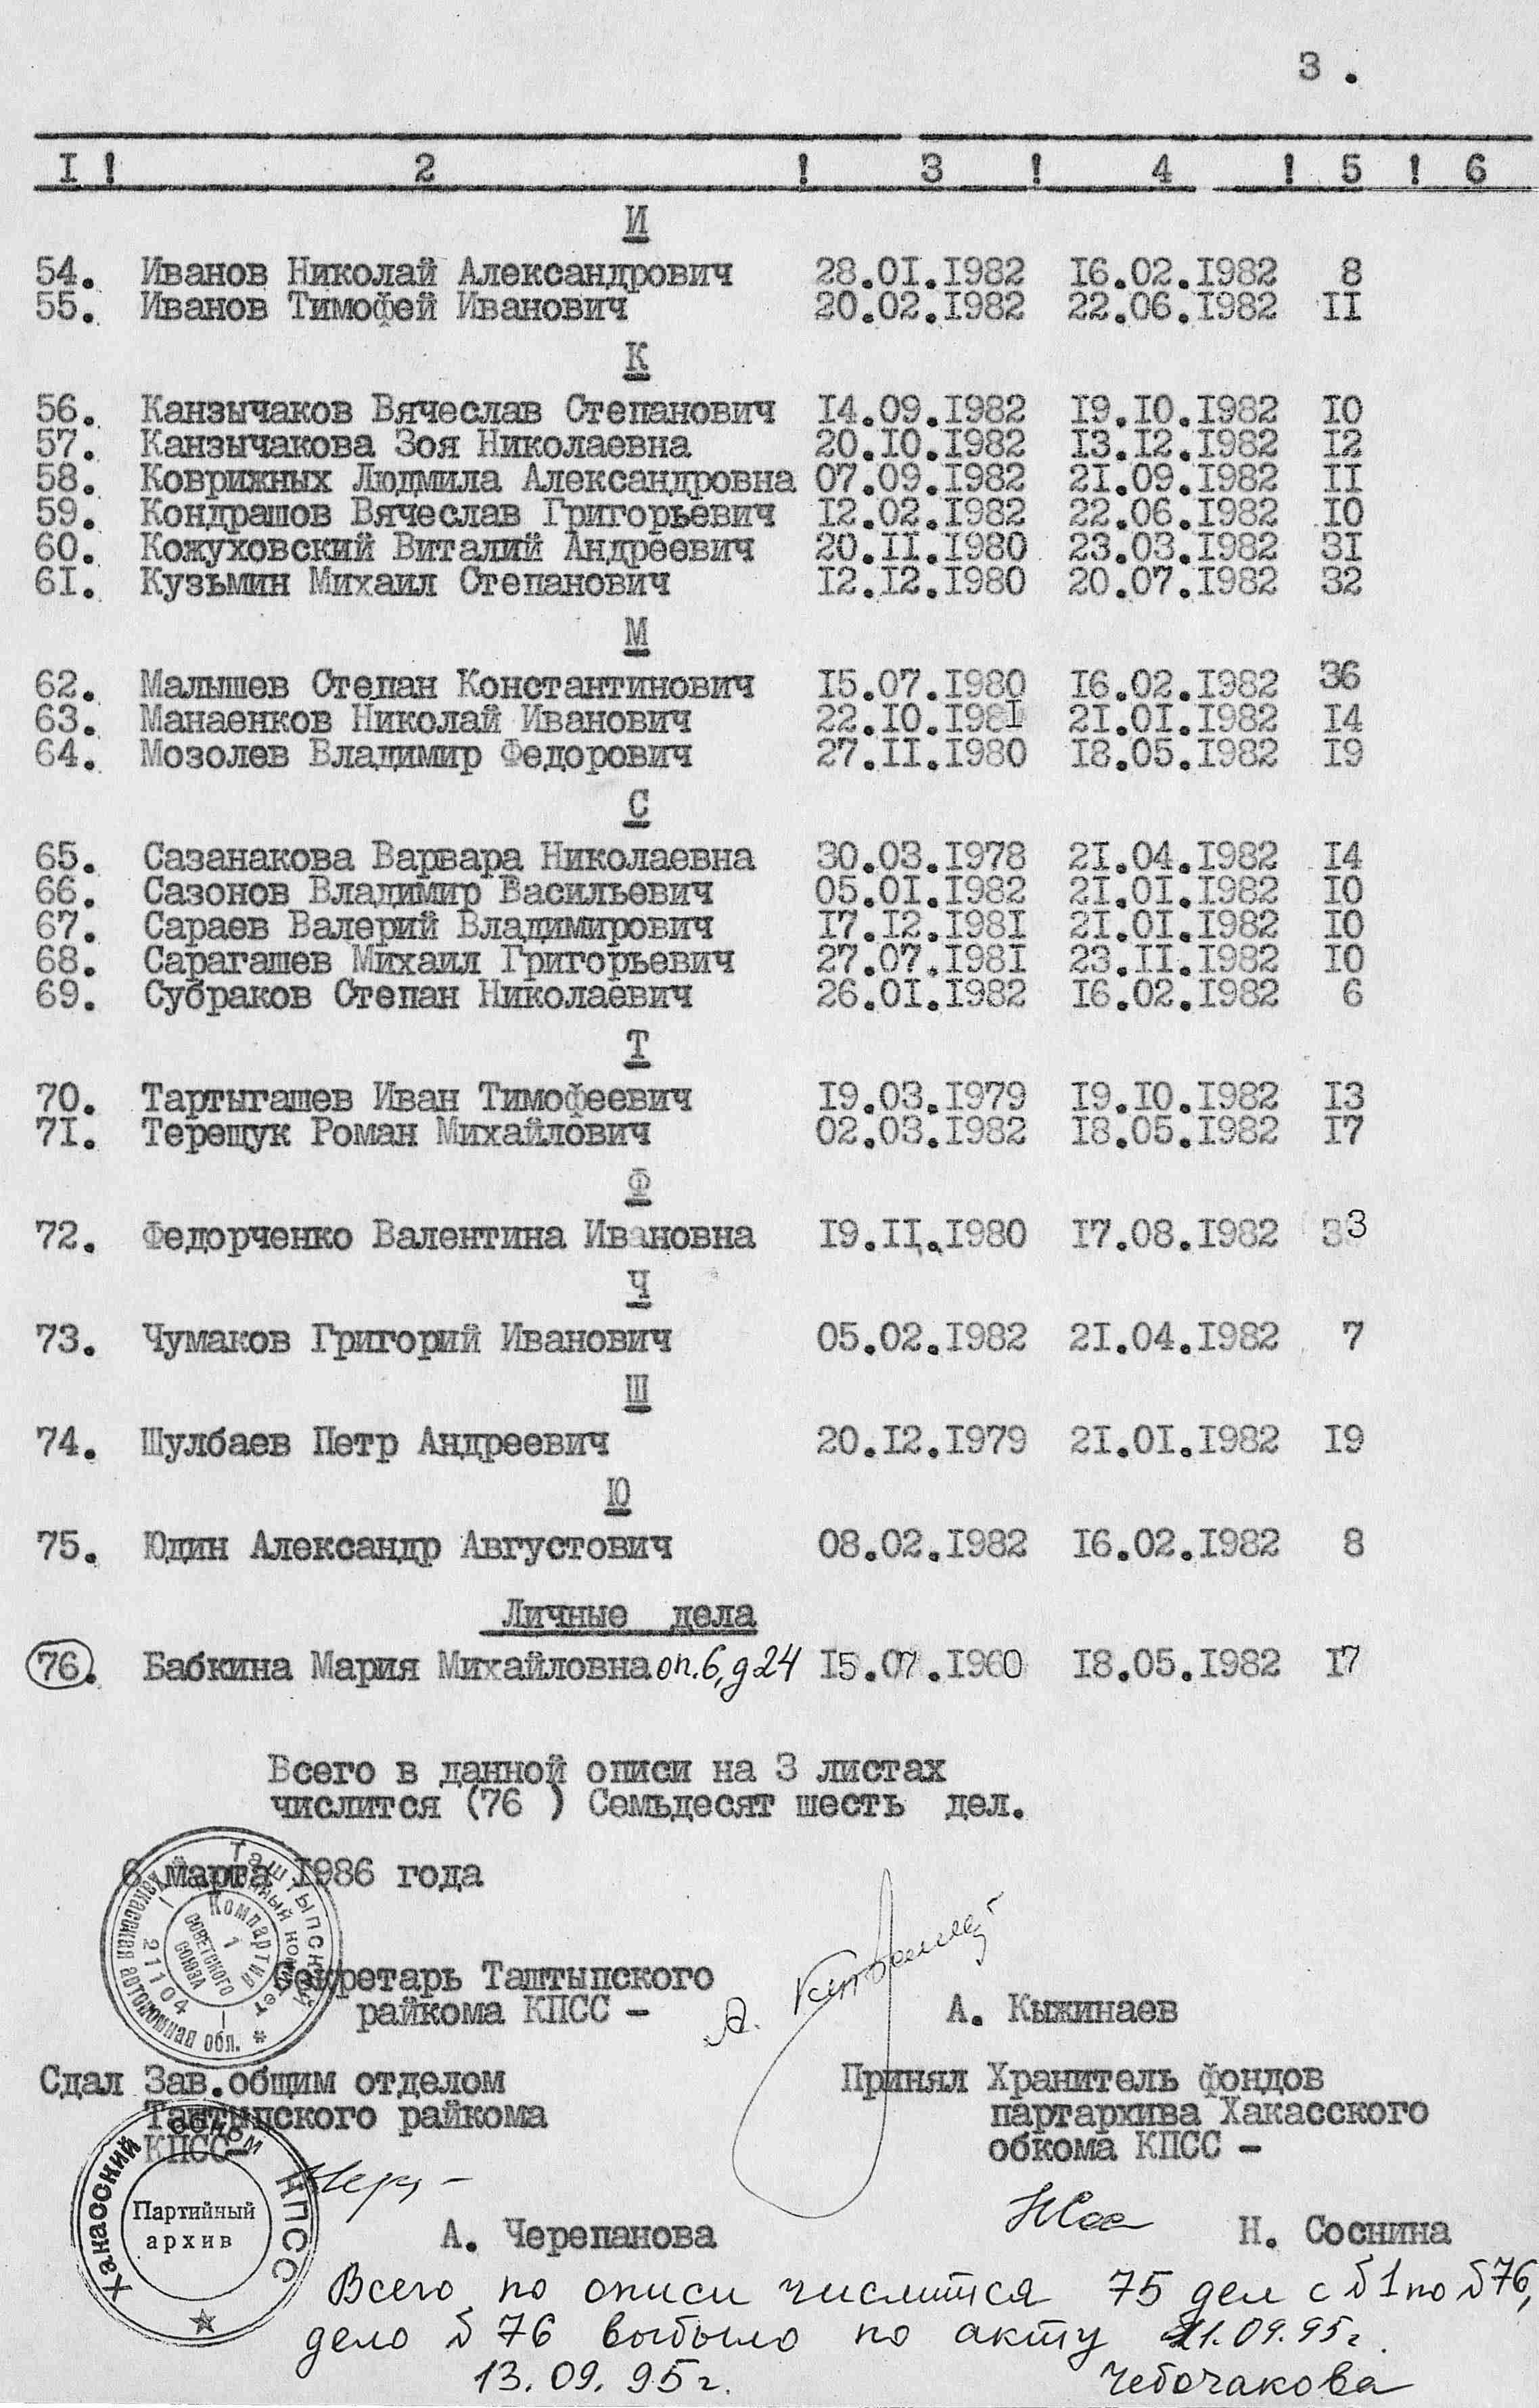 3 .
I ! 2 ! 3 ! 4 ! 5 ! 6
И
54. Иванов Николай Александрович 28.01.1982 16.02.1982 8
55. Иванов Тимофей Иванович 20.02.1982 22.06.1982 11
К
56. Канзычаков Вячеслав Степанович 14.09.1982 19.10.1982 10
57. Канзычакова Зоя Николаевна 20.10.1982 13.12.1982 12
58. Коврижных Людмила Александровна 07.09.1982 21.09.1982 11
59. Кондрашов Вячеслав Григорьевич 12.02.1982 22.06.1982 10
60. Кожуховский Виталий Андреевич 20.11.1980 23.03.1982 31
61. Кузьмин Михаил Степанович 12.12.1980 20.07.1982 32
М
62. Малышев Степан Константинович 15.07.1980 16.02.1982 36
63. Манаенков Николай Иванович 22.10.1981 21.01.1982 14
64. Мозолев Владимир Федорович 27.11.1980 18.05.1982 19
С
65. Сазанакова Варвара Николаевна 30.03.1978 21.04.1982 14
66. Сазонов Владимир Васильевич 05.01.1982 21.01.1982 10
67. Сараев Валерий Владимирович 17.12.1981 21.01.1982 10
68. Сарагашев Михаил Григорьевич 27.07.1981 23.11.1982 10
69. Субраков Степан Николаевич 26.01.1982 16.02.1982 6
Т
70. Тартыгашев Иван Тимофеевич 19.03.1979 19.10.1982 13
71. Терещук Роман Михайлович 02.03.1982 18.05.1982 17
Ф
72. Федорченко Валентина Ивановна 19.11.1980 17.08.1982 33
Ч
73. Чумаков Григорий Иванович 05.02.1982 21.04.1982 7
Ш
74. Шулбаев Петр Андреевич 20.12.1979 21.01.1982 19
Ю
75. Юдин Александр Августович 08.02.1982 16.02.1982 8
Личные дела
76. Бабкина Мария Михайловна оп.6, д24 15.07.1960 18.05.1982 17
Всего в данной описи на 3 листах
числится (76 ) Семьдесят шесть дел.
6 марта 1986 года
Таштыпский районный комитет * Хакасская автономная обл.
Компартия Советского Союза
1
21104
Секретарь Таштыпского
райкома КПСС – А. Кыжинаев
Сдал Зав.общим отделом Принял Хранитель фондов
Таштыпского райкома партархива Хакасского
КПСС– обкома КПСС –
Хакасский обком КПСС
Партийный
архив
А. Черепанова Н. Соснина
Всего по описи числится 75 дел с №1 по №76,
дело №76 выбыло по акту 11.09.95г.
13.09.95г. Чебочакова